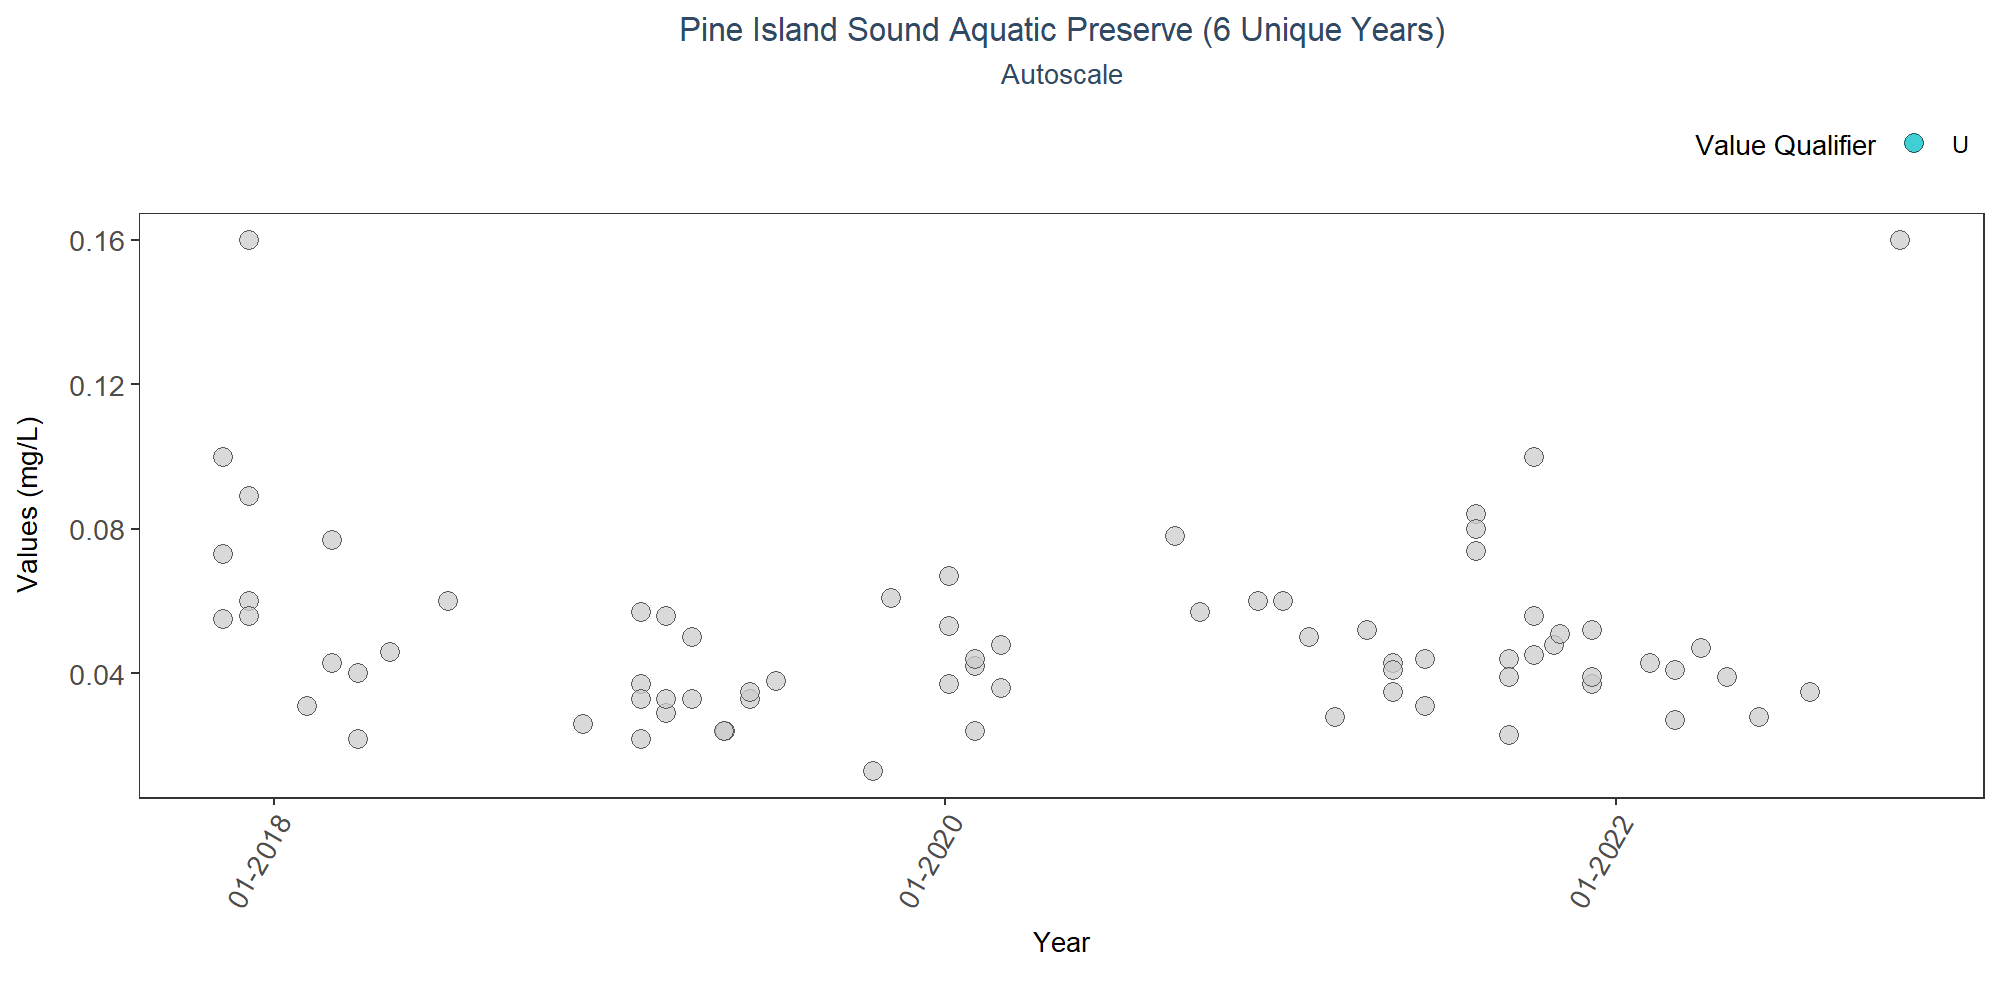 Pine Island Sound Aquatic Preserve (6 Unique Years)
Autoscale
Value Qualifier U
0.16
0.12
0.08
0.04
Values (mg/L)
01-2018
01-2020
01-2022
Year